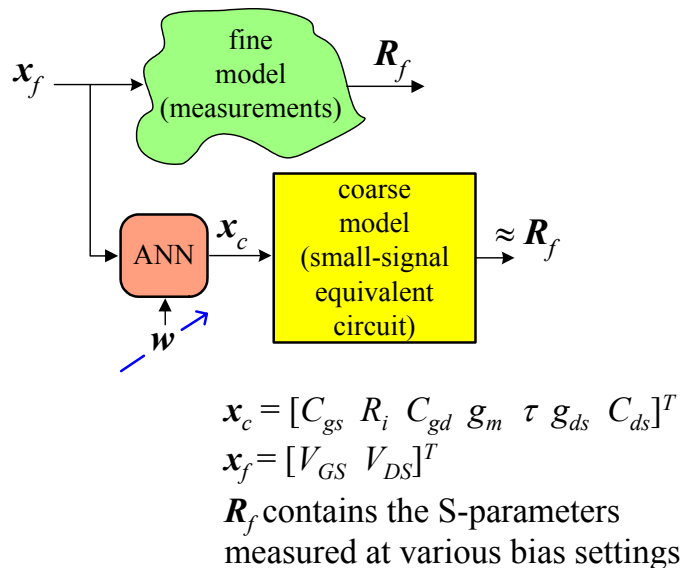 fine
model
(measurements)
x_f
R_f
coarse
model
(small-signal
equivalent
circuit)
ANN
x_c
≈ R_f
w
x_c = [C_gs R_i C_gd g_m τ g_ds C_ds]^T
x_f = [V_GS V_DS]^T
R_f contains the S-parameters
measured at various bias settings